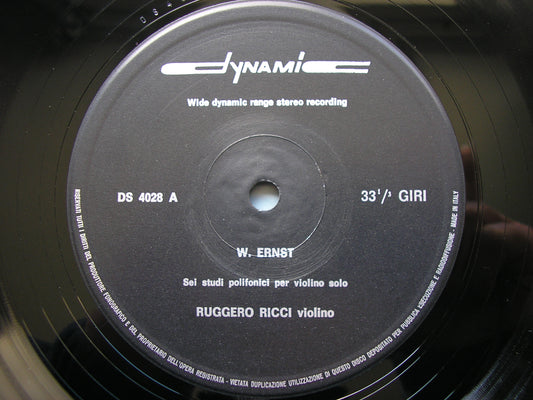 DYNAMIC
Wide dynamic range stereo recording
DS 4028 A
33 1/3 GIRI
W. ERNST
Sei studi polifonici per violino solo
RUGGERO RICCI violino
RISERVATI TUTTI I DIRITTI DEL PRODUTTORE FONOGRAFICO E DEL PROPRIETARIO DELL'OPERA REGISTRATA - VIETATA DUPLICAZIONE UTILIZZAZIONE DI QUESTO DISCO DEPOSITATO PER PUBBLICA ESECUZIONE E RADIODIFFUSIONE - MADE IN ITALY